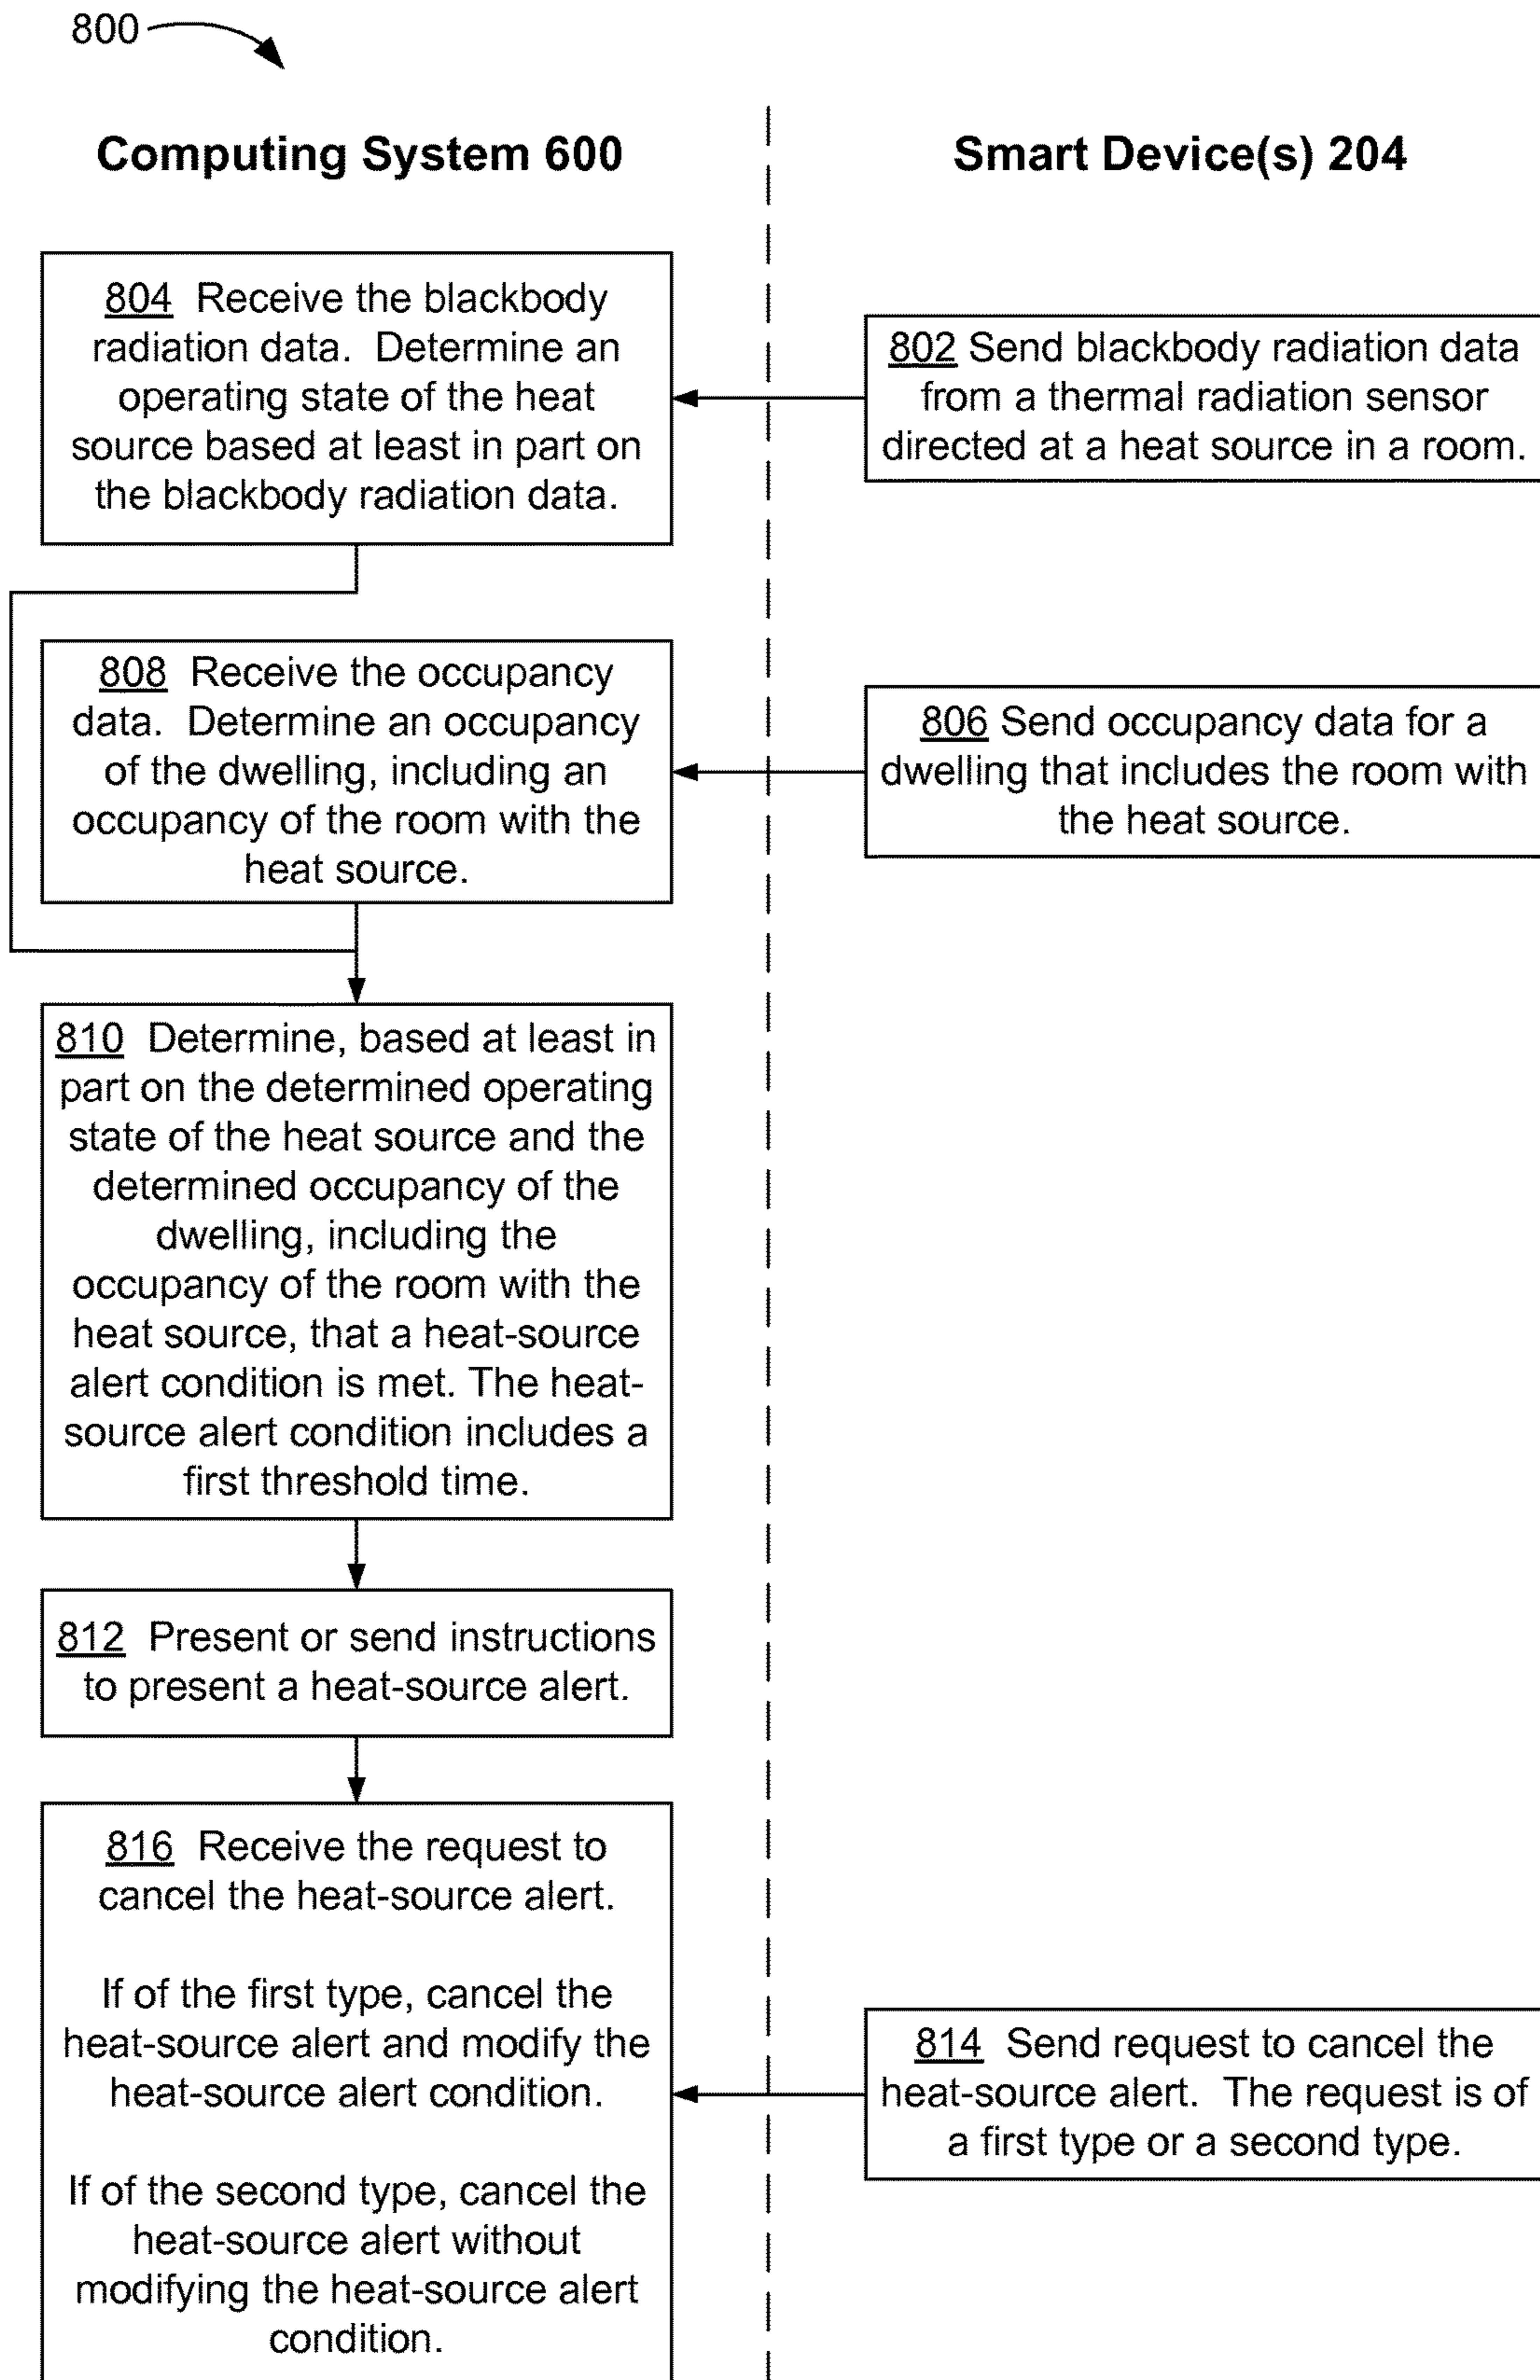 800
Computing System 600
Smart Device(s) 204
804 Receive the blackbody
radiation data. Determine an
operating state of the heat
source based at least in part on
the blackbody radiation data.
802 Send blackbody radiation data
from a thermal radiation sensor
directed at a heat source in a room.
808 Receive the occupancy
data. Determine an occupancy
of the dwelling, including an
occupancy of the room with the
heat source.
806 Send occupancy data for a
dwelling that includes the room with
the heat source.
810 Determine, based at least in
part on the determined operating
state of the heat source and the
determined occupancy of the
dwelling, including the
occupancy of the room with the
heat source, that a heat-source
alert condition is met. The heat-
source alert condition includes a
first threshold time.
812 Present or send instructions
to present a heat-source alert.
816 Receive the request to
cancel the heat-source alert.
If of the first type, cancel the
heat-source alert and modify the
heat-source alert condition.
If of the second type, cancel the
heat-source alert without
modifying the heat-source alert
condition.
814 Send request to cancel the
heat-source alert. The request is of
a first type or a second type.